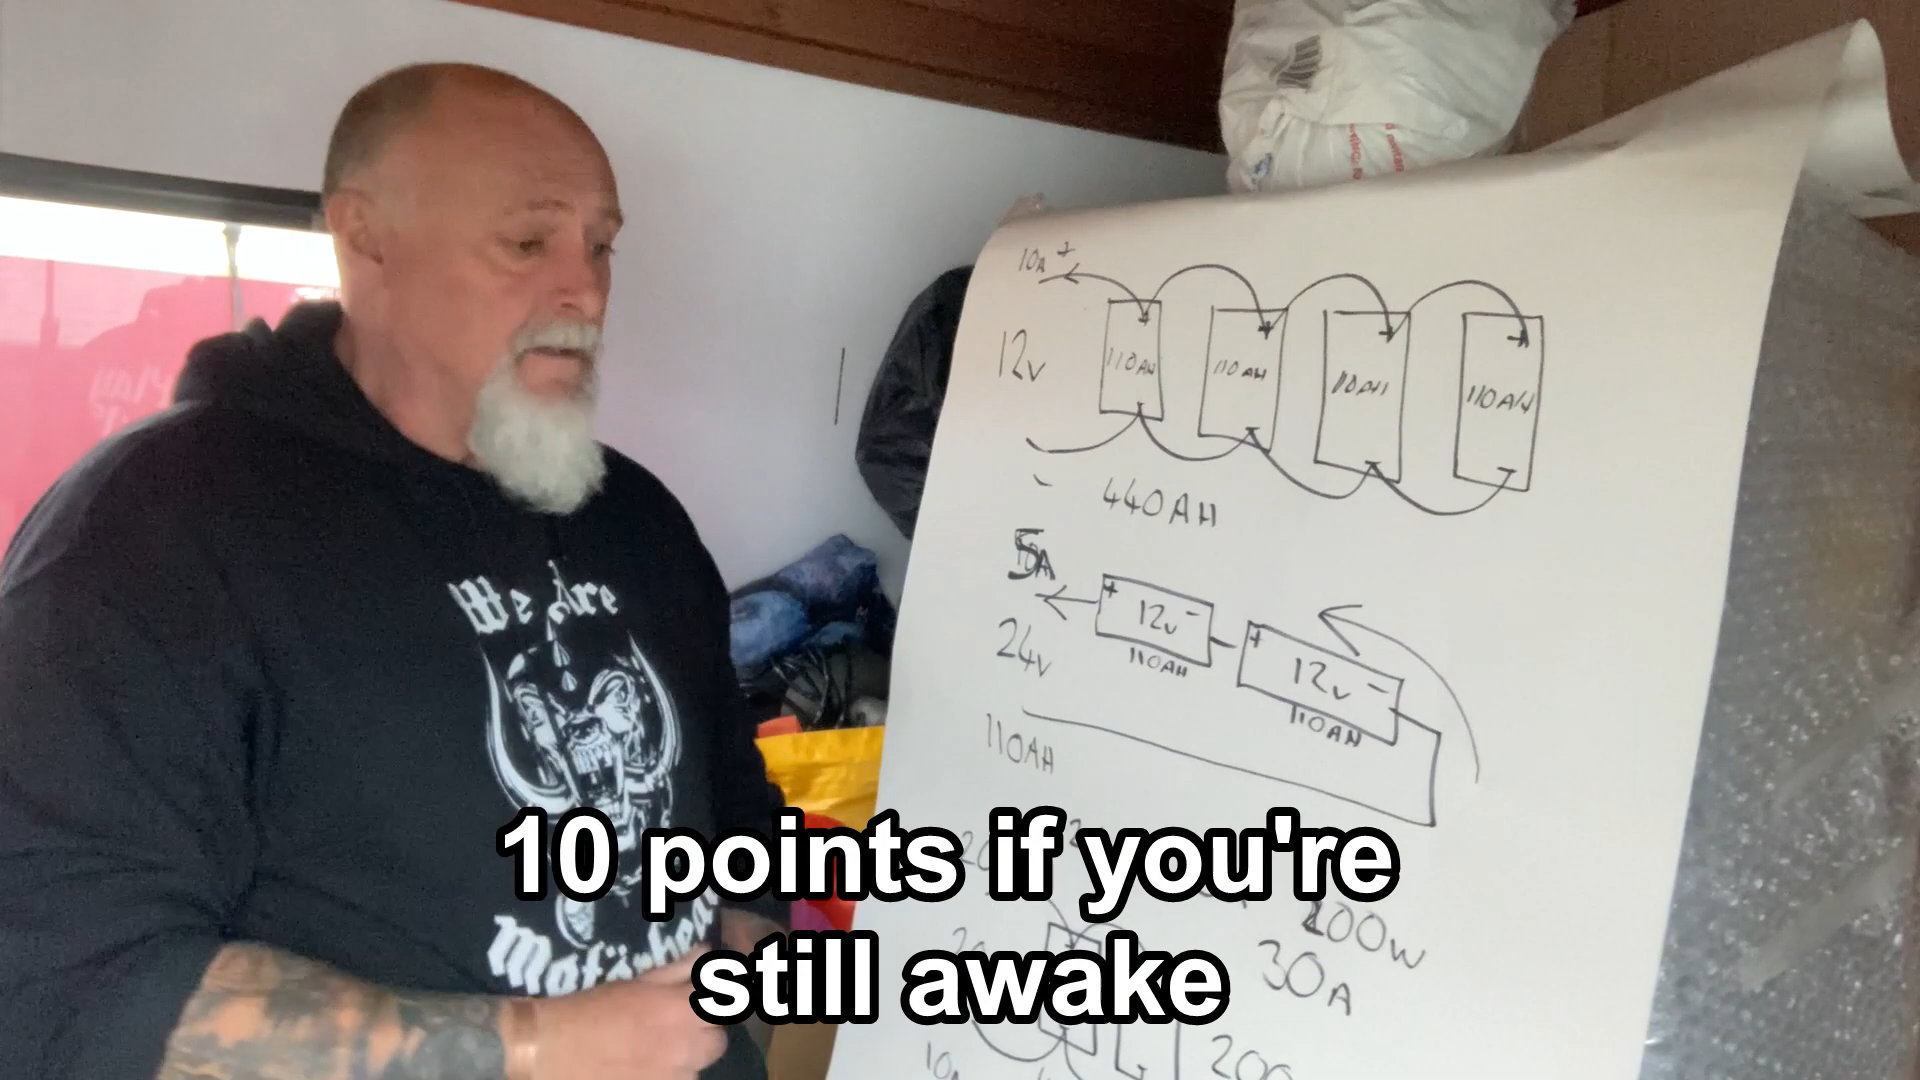 10A +
12v
110AH 110AH 110AH 110AH
-
440AH
5A
+ 12v -
110AH
+ 12v -
110AH
24v
110AH
We Are
Motörhead
200W
30A
10 points if you're
still awake